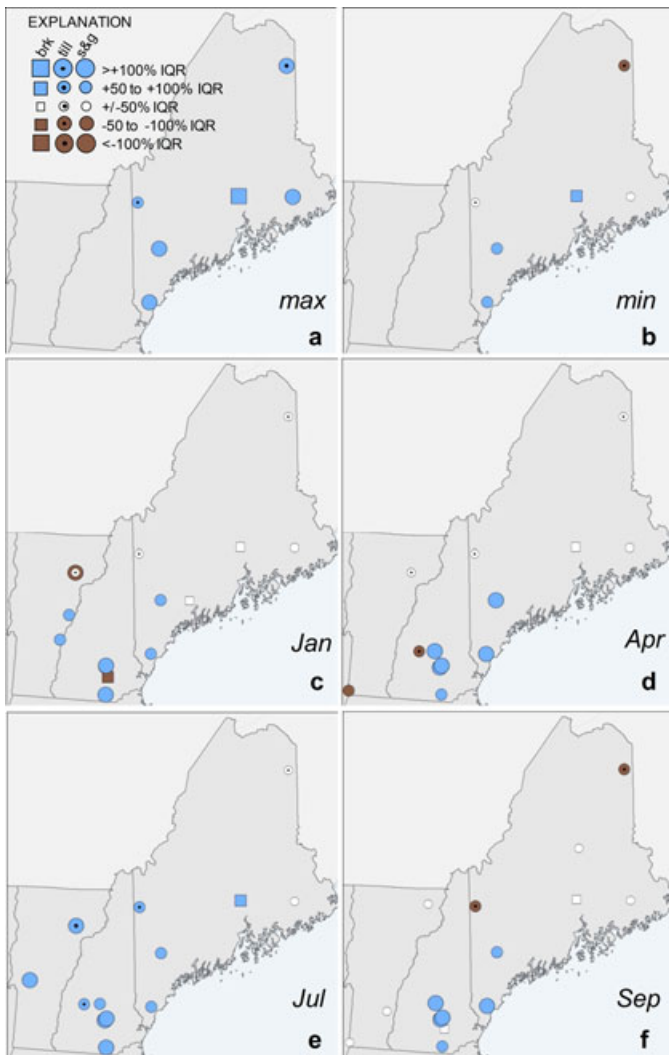 EXPLANATION
brk till s&g
>+100% IQR
+50 to +100% IQR
+/-50% IQR
-50 to -100% IQR
<-100% IQR
max
a
min
b
Jan
c
Apr
d
Jul
e
Sep
f